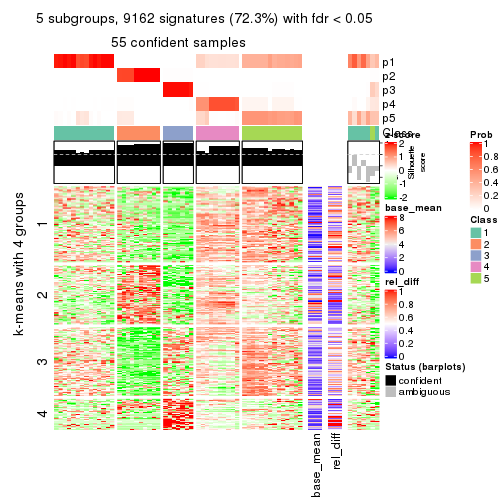 5 subgroups, 9162 signatures (72.3%) with fdr < 0.05
55 confident samples
p1
p2
p3
p4
p5
Class
z-score
2
1
0
-1
-2
Silhouette
score
k-means with 4 groups
1
2
3
4
base_mean
rel_diff
base_mean
8
6
4
2
0
rel_diff
1
0.8
0.6
0.4
0.2
0
Status (barplots)
confident
ambiguous
Prob
1
0.8
0.6
0.4
0.2
0
Class
1
2
3
4
5